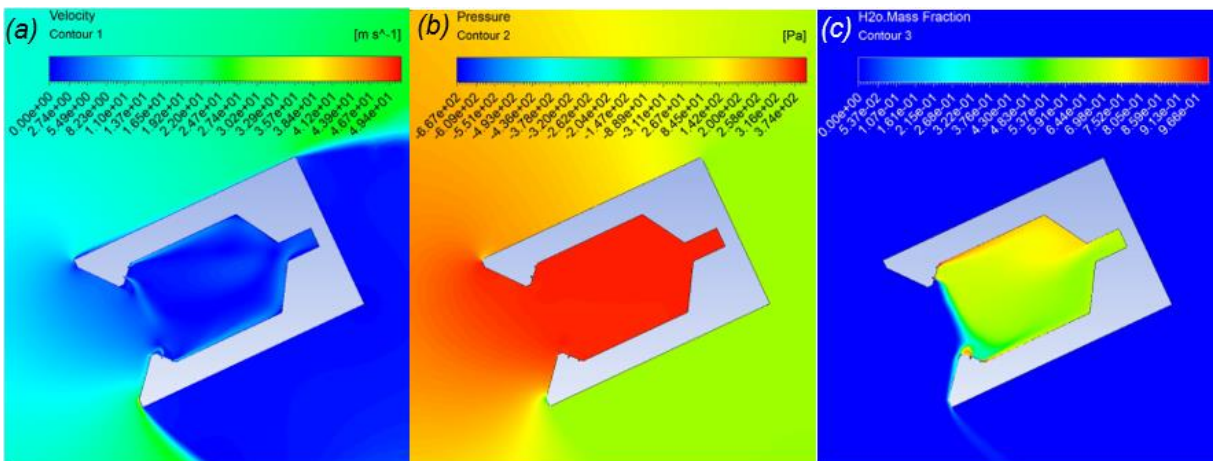 (a)
Velocity
Contour 1
[m s^-1]
0.00e+00
2.74e+00
5.49e+00
8.23e+00
1.10e+01
1.37e+01
1.65e+01
1.92e+01
2.20e+01
2.47e+01
2.74e+01
3.02e+01
3.29e+01
3.57e+01
3.84e+01
4.12e+01
4.39e+01
4.67e+01
4.94e+01
(b)
Pressure
Contour 2
[Pa]
-6.67e+02
-6.09e+02
-5.51e+02
-4.93e+02
-4.36e+02
-3.78e+02
-3.20e+02
-2.62e+02
-2.04e+02
-1.47e+02
-8.89e+01
-3.11e+01
2.67e+01
8.45e+01
1.42e+02
2.00e+02
2.58e+02
3.16e+02
3.74e+02
(c)
H2o.Mass Fraction
Contour 3
0.00e+00
5.37e-02
1.07e-01
1.61e-01
2.15e-01
2.68e-01
3.22e-01
3.76e-01
4.30e-01
4.83e-01
5.37e-01
5.91e-01
6.44e-01
6.98e-01
7.52e-01
8.05e-01
8.59e-01
9.13e-01
9.66e-01